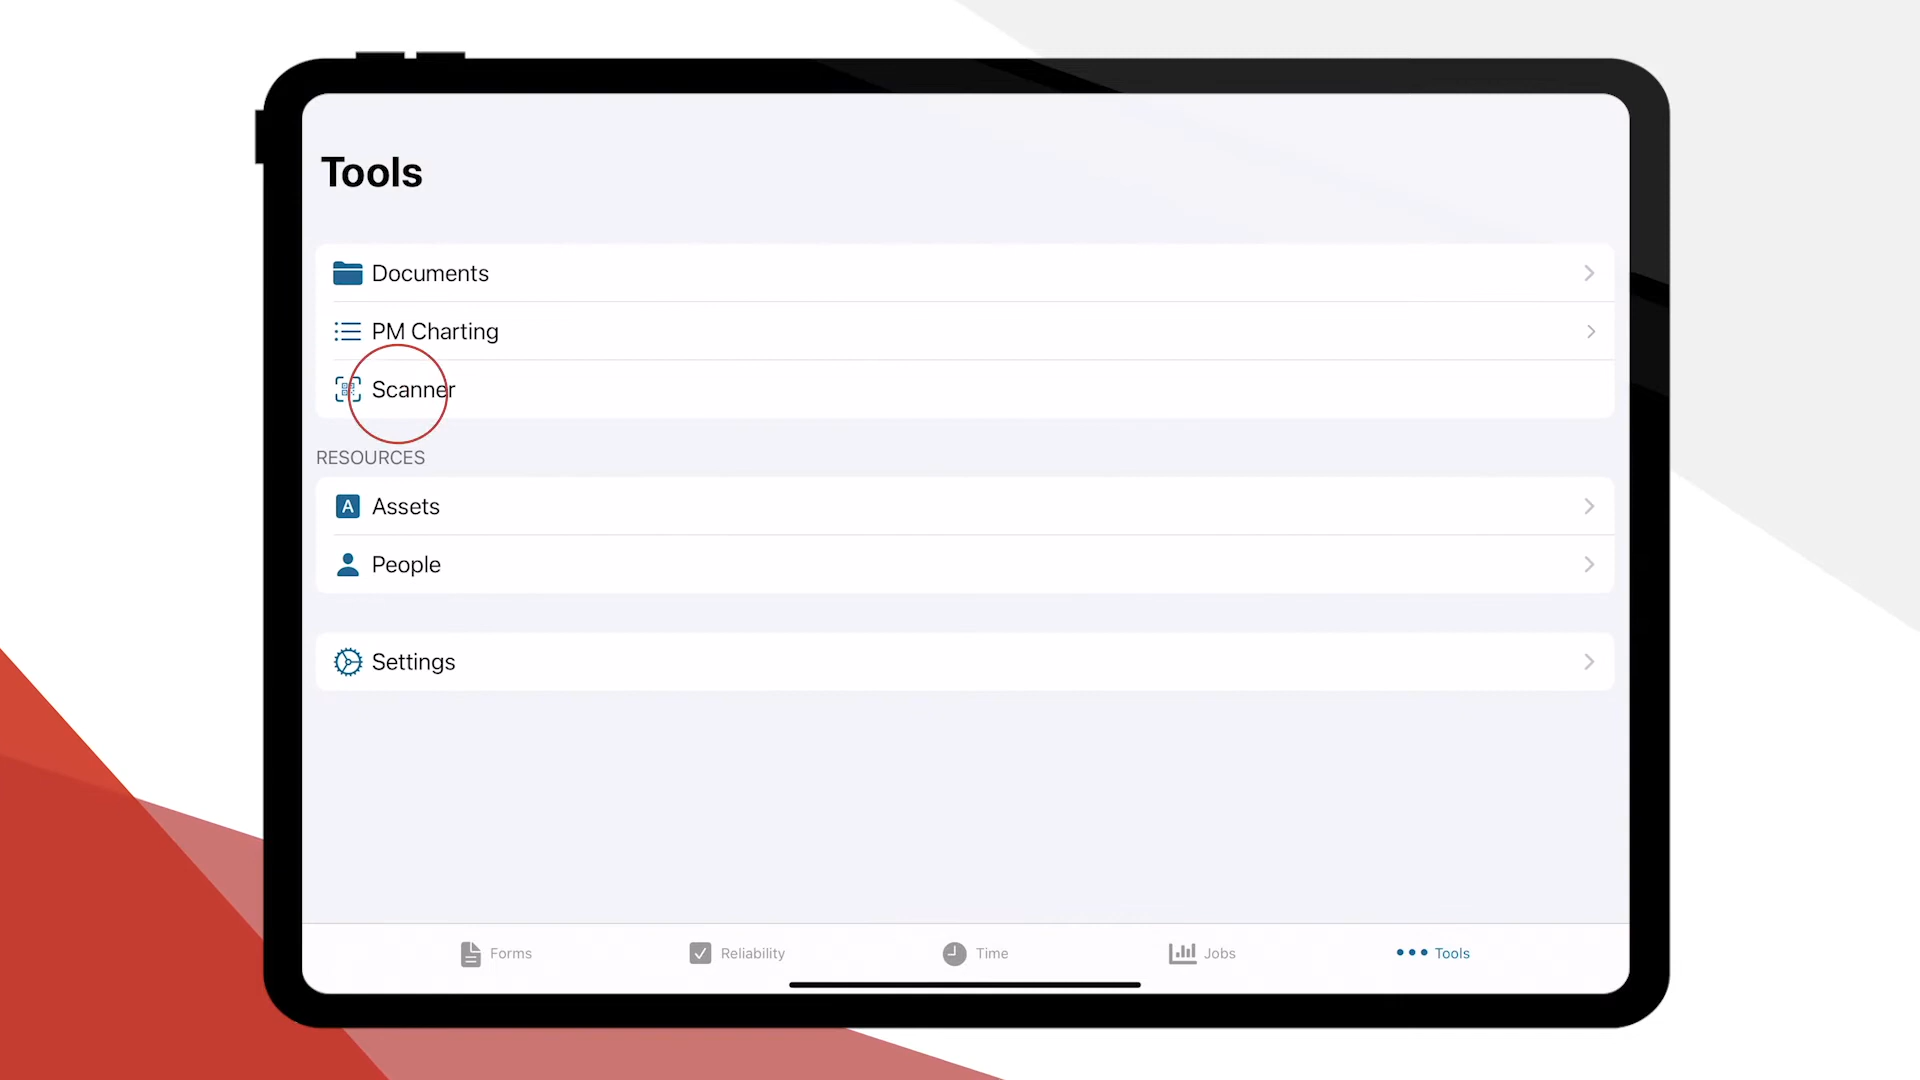 Tools
Documents
PM Charting
Scanner
RESOURCES
A Assets
People
Settings
Forms
Reliability
Time
Jobs
Tools